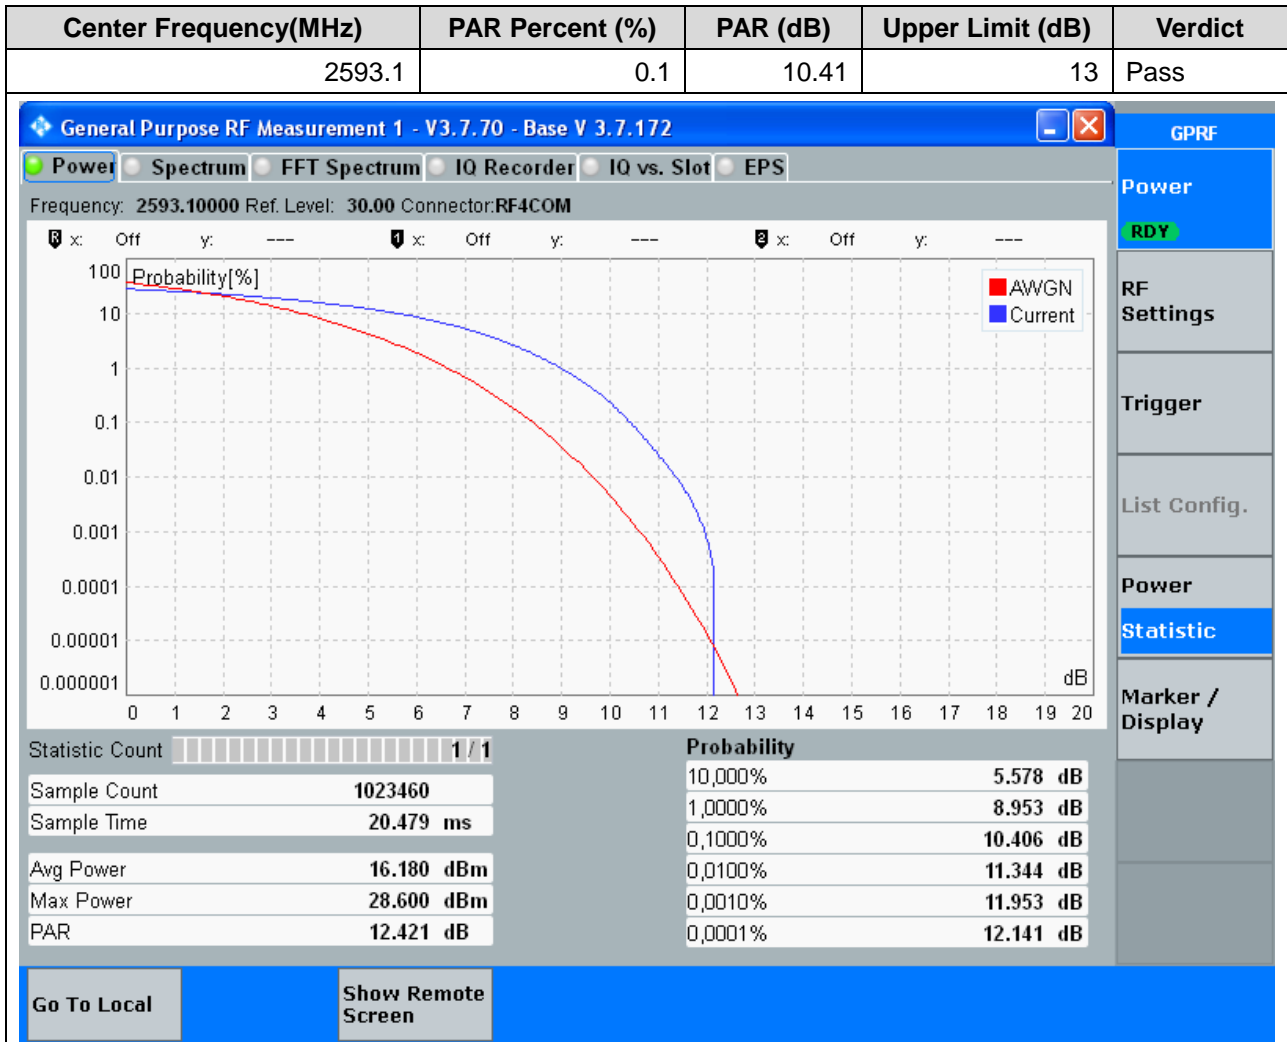 Center Frequency(MHz) PAR Percent (%) PAR (dB) Upper Limit (dB) Verdict
2593.1 0.1 10.41 13 Pass
General Purpose RF Measurement 1 - V3.7.70 - Base V 3.7.172
GPRF
Power Spectrum FFT Spectrum IQ Recorder IQ vs. Slot EPS
Frequency: 2593.10000 Ref. Level: 30.00 Connector:RF4COM
R x: Off y: --- 1 x: Off y: --- 2 x: Off y: ---
Probability[%]
AWGN
Current
100
10
1
0.1
0.01
0.001
0.0001
0.00001
0.000001
dB
0 1 2 3 4 5 6 7 8 9 10 11 12 13 14 15 16 17 18 19 20
Statistic Count 1 / 1
Sample Count 1023460
Sample Time 20.479 ms
Avg Power 16.180 dBm
Max Power 28.600 dBm
PAR 12.421 dB
Probability
10,000% 5.578 dB
1,0000% 8.953 dB
0,1000% 10.406 dB
0,0100% 11.344 dB
0,0010% 11.953 dB
0,0001% 12.141 dB
Power
RDY
RF
Settings
Trigger
List Config.
Power
Statistic
Marker /
Display
Go To Local
Show Remote
Screen